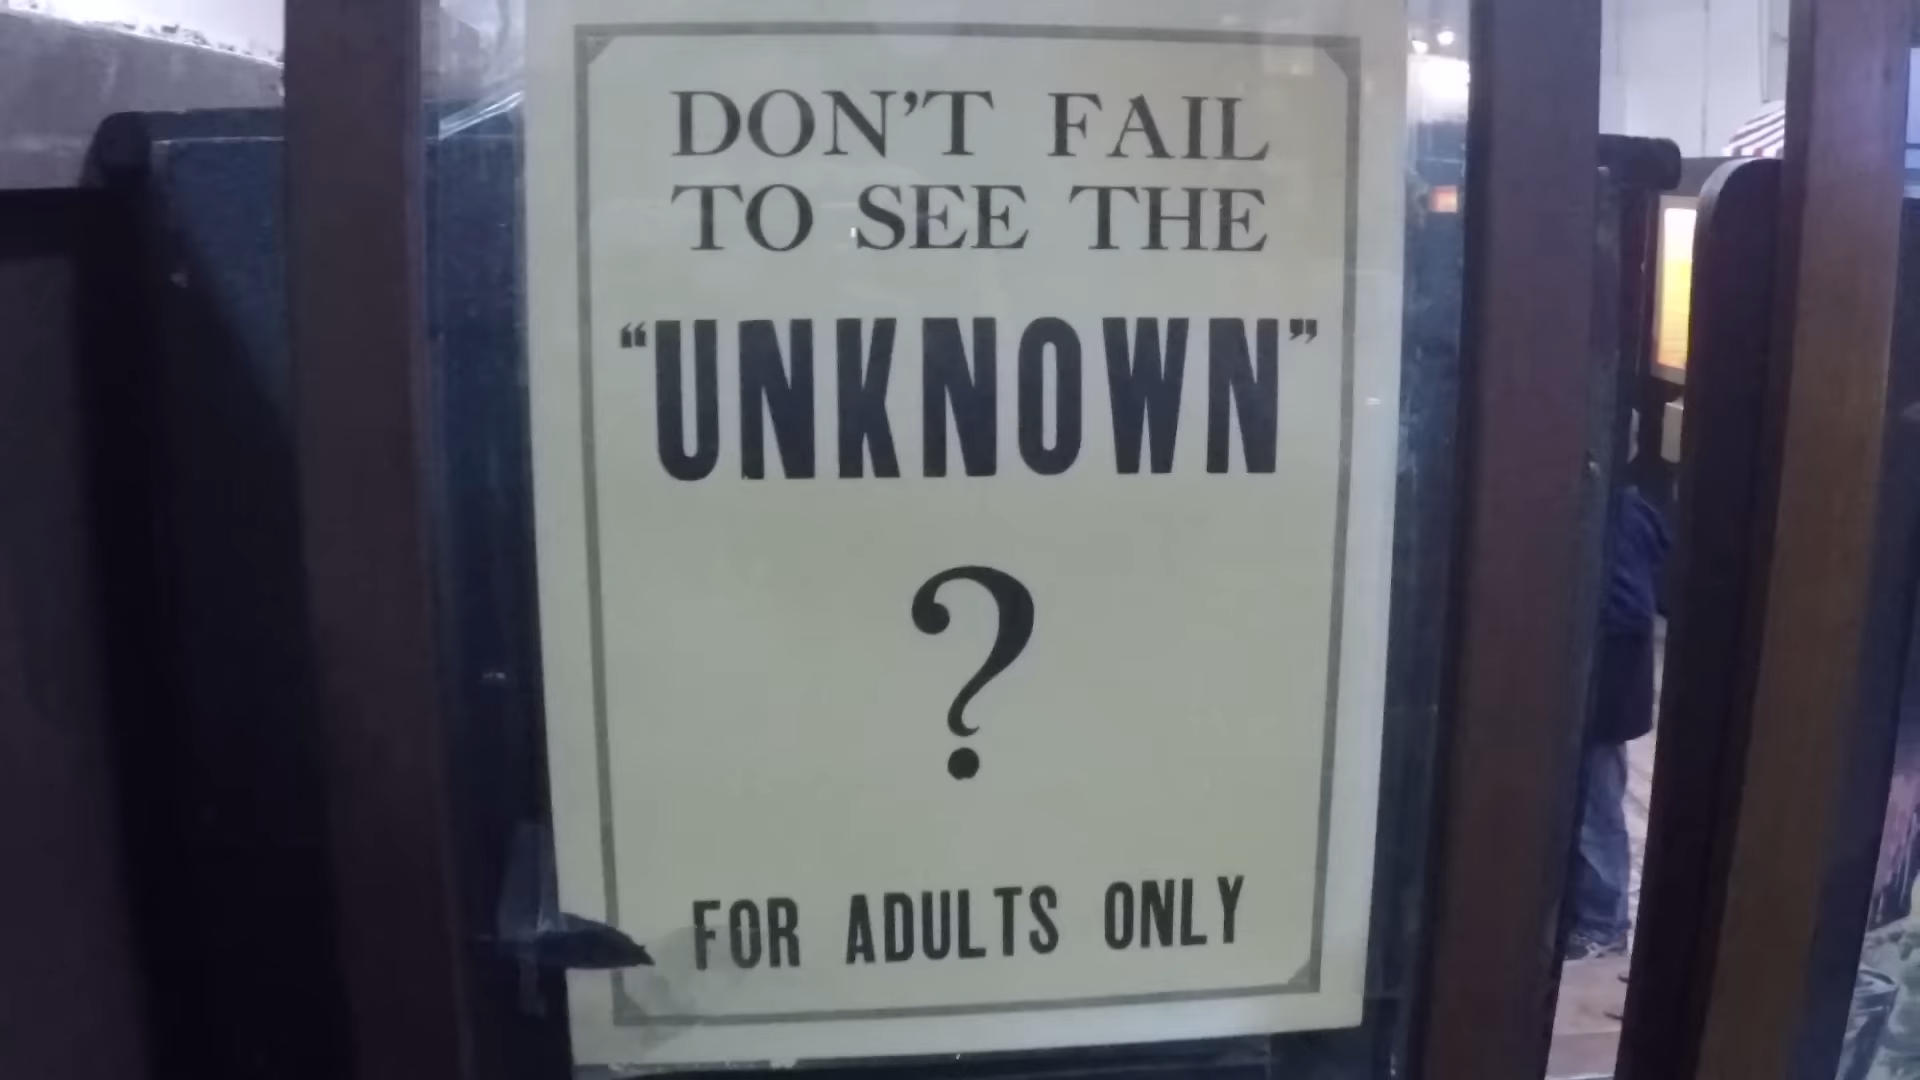 DON'T FAIL
TO SEE THE
“UNKNOWN”
?
FOR ADULTS ONLY